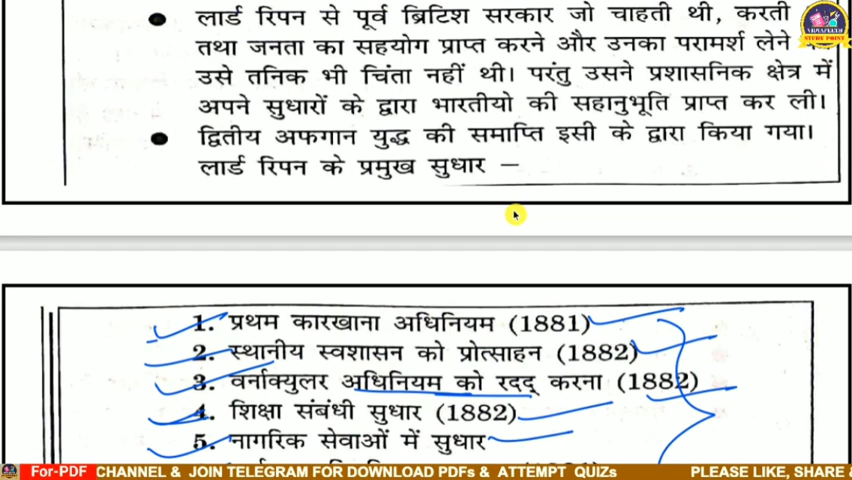 लार्ड रिपन से पूर्व ब्रिटिश सरकार जो चाहती थी, करती
तथा जनता का सहयोग प्राप्त करने और उनका परामर्श लेने
उसे तनिक भी चिंता नहीं थी। परंतु उसने प्रशासनिक क्षेत्र में
अपने सुधारों के द्वारा भारतीयो की सहानुभूति प्राप्त कर ली।
द्वितीय अफगान युद्ध की समाप्ति इसी के द्वारा किया गया।
लार्ड रिपन के प्रमुख सुधार –
1. प्रथम कारखाना अधिनियम (1881)
2. स्थानीय स्वशासन को प्रोत्साहन (1882)
3. वर्नाक्युलर अधिनियम को रदद् करना (1882)
4. शिक्षा संबंधी सुधार (1882)
5. नागरिक सेवाओं में सुधार
For-PDF CHANNEL & JOIN TELEGRAM FOR DOWNLOAD PDFs & ATTEMPT QUIZs PLEASE LIKE, SHARE &